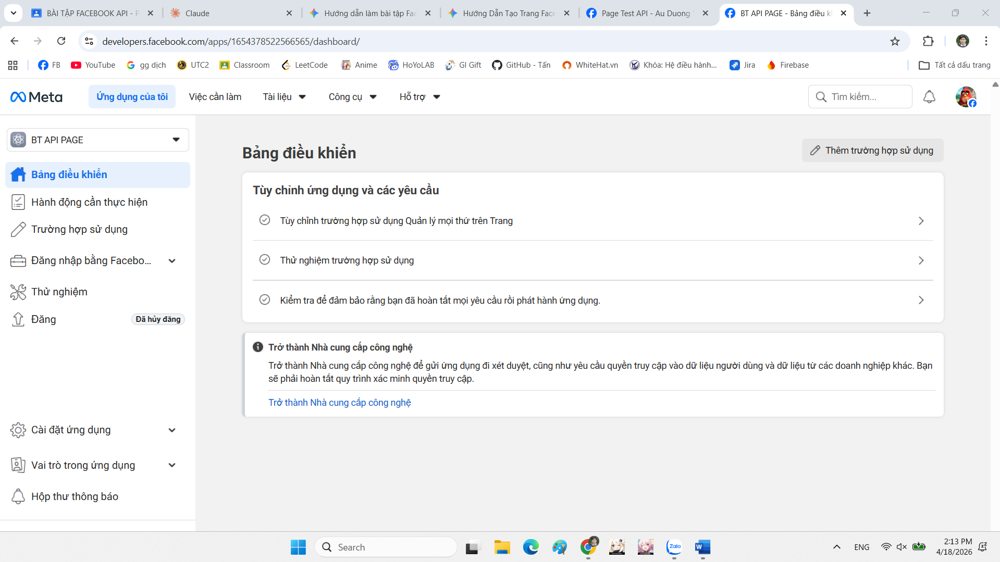 BÀI TẬP FACEBOOK API - P
Claude
Hướng dẫn làm bài tập Fac
Hướng Dẫn Tạo Trang Face
Page Test API - Au Duong T
BT API PAGE - Bảng điều kh
developers.facebook.com/apps/1654378522566565/dashboard/
FB
YouTube
gg dịch
UTC2
Classroom
LeetCode
Anime
HoYoLAB
GI Gift
GitHub - Tấn
WhiteHat.vn
Khóa: Hệ điều hành...
Jira
Firebase
Tất cả dấu trang
Meta
Ứng dụng của tôi
Việc cần làm
Tài liệu
Công cụ
Hỗ trợ
Tìm kiếm...
BT API PAGE
Bảng điều khiển
Hành động cần thực hiện
Trường hợp sử dụng
Đăng nhập bằng Facebo...
Thử nghiệm
Đăng
Đã hủy đăng
Cài đặt ứng dụng
Vai trò trong ứng dụng
Hộp thư thông báo
Bảng điều khiển
Thêm trường hợp sử dụng
Tùy chỉnh ứng dụng và các yêu cầu
Tùy chỉnh trường hợp sử dụng Quản lý mọi thứ trên Trang
Thử nghiệm trường hợp sử dụng
Kiểm tra để đảm bảo rằng bạn đã hoàn tất mọi yêu cầu rồi phát hành ứng dụng.
Trở thành Nhà cung cấp công nghệ
Trở thành Nhà cung cấp công nghệ để gửi ứng dụng đi xét duyệt, cũng như yêu cầu quyền truy cập vào dữ liệu người dùng và dữ liệu từ các doanh nghiệp khác. Bạn
sẽ phải hoàn tất quy trình xác minh quyền truy cập.
Trở thành Nhà cung cấp công nghệ
Search
Zalo
W
ENG
2:13 PM
4/18/2026